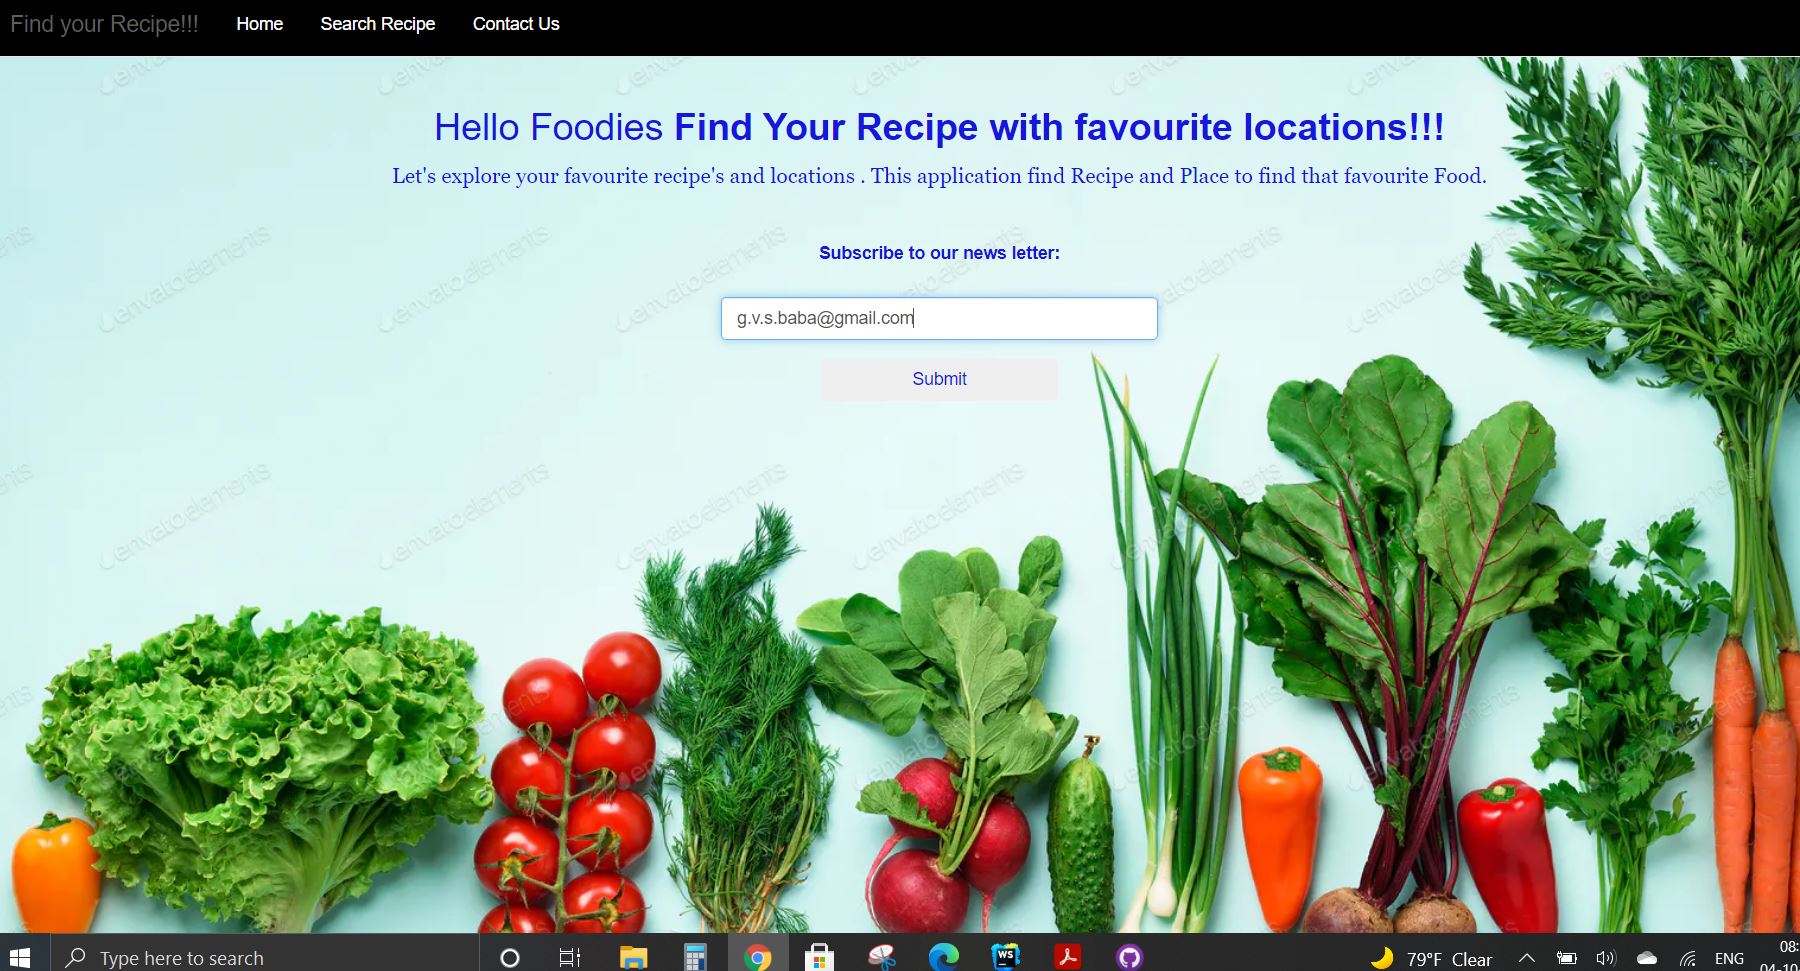 Find your Recipe!!! Home Search Recipe Contact Us
Hello Foodies Find Your Recipe with favourite locations!!!
Let's explore your favourite recipe's and locations . This application find Recipe and Place to find that favourite Food.
Subscribe to our news letter:
g.v.s.baba@gmail.com
Submit
envatoelements
Type here to search
WS
79°F Clear
ENG
08:
04-10